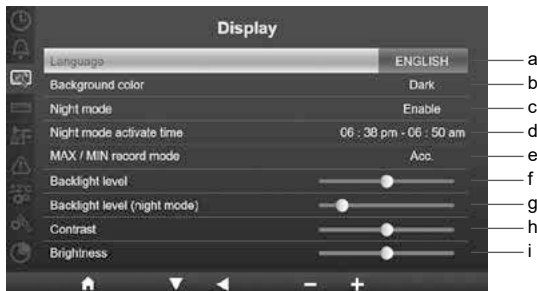 Display
Language ENGLISH a
Background color Dark b
Night mode Enable c
Night mode activate time 06 : 38 pm - 06 : 50 am d
MAX / MIN record mode Acc. e
Backlight level f
Backlight level (night mode) g
Contrast h
Brightness i